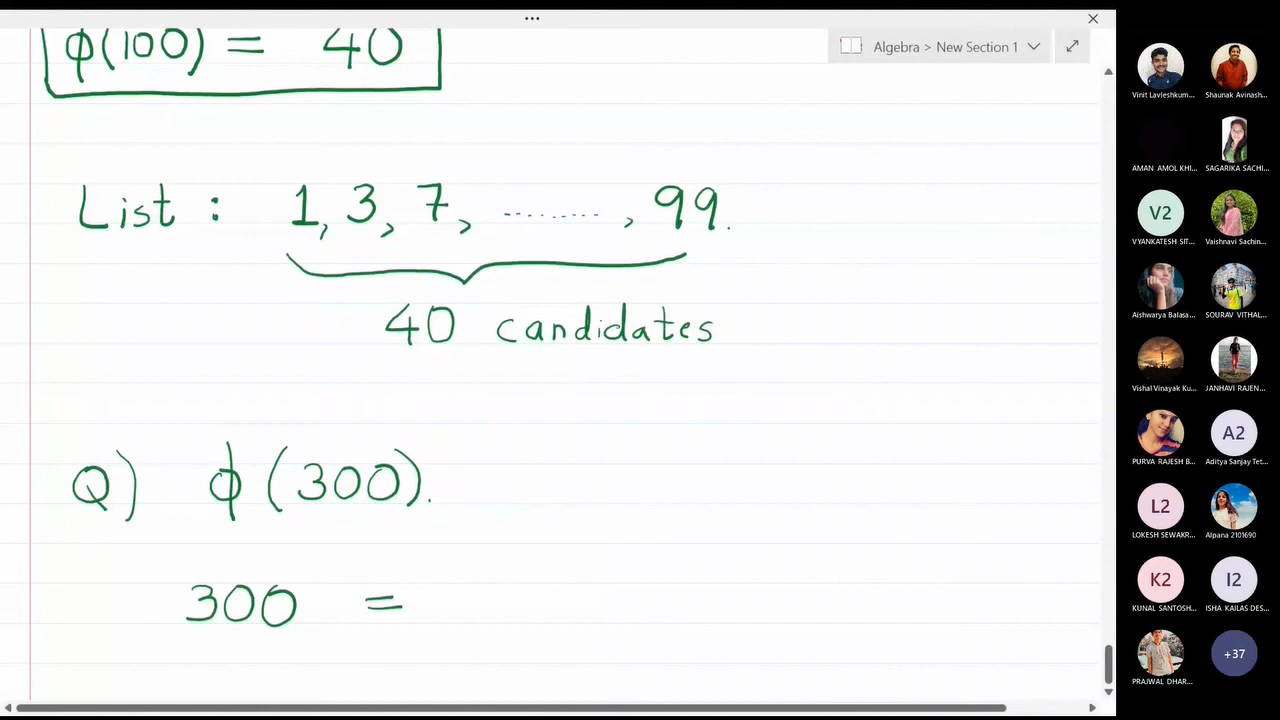 ϕ(100) = 40
Algebra > New Section 1
List : 1, 3, 7, ........., 99.
40 candidates
Q) ϕ(300).
300 =
Vinit Lavleshkum...
Shaunak Avinash...
AMAN AMOL KHI...
SAGARIKA SACHI...
V2
VYANKATESH SIT...
Vaishnavi Sachin...
Aishwarya Balasa...
SOURAV VITHAL...
Vishal Vinayak Ku...
JANHAVI RAJEN...
PURVA RAJESH B...
A2
Aditya Sanjay Tet...
L2
LOKESH SEWAKR...
Alpana 2101690
K2
KUNAL SANTOSH...
I2
ISHA KAILAS DES...
PRAJWAL DHAR...
+37